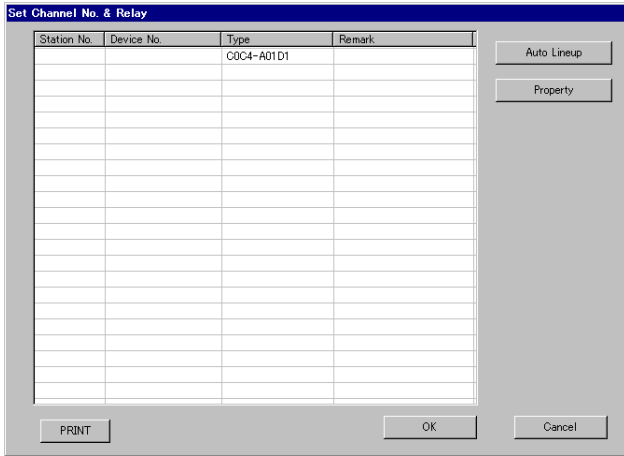 Set Channel No. & Relay
Station No. Device No. Type Remark
C0C4-A01D1
Auto Lineup
Property
PRINT OK Cancel